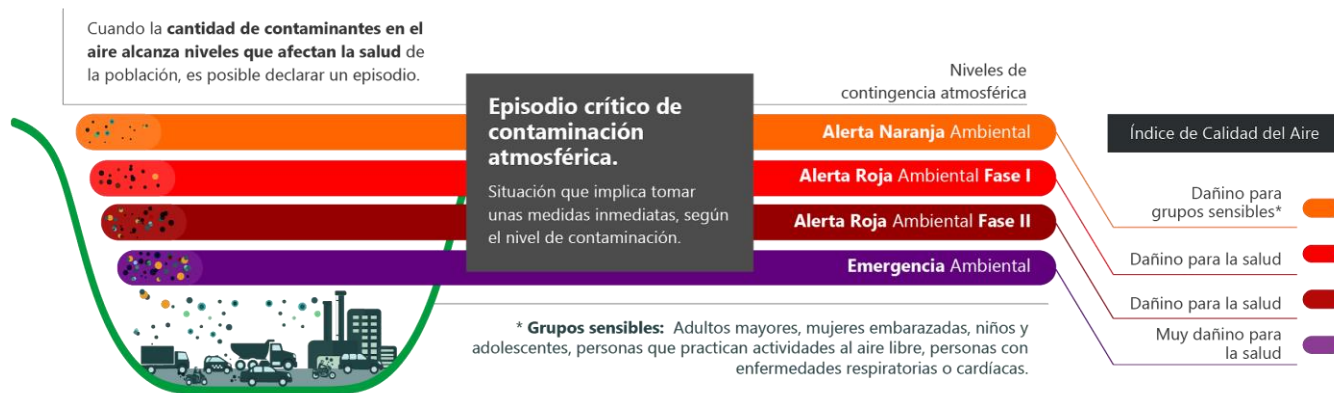 Cuando la cantidad de contaminantes en el
aire alcanza niveles que afectan la salud de
la población, es posible declarar un episodio.
Episodio crítico de
contaminación
atmosférica.
Situación que implica tomar
unas medidas inmediatas, según
el nivel de contaminación.
Niveles de
contingencia atmosférica
Alerta Naranja Ambiental
Alerta Roja Ambiental Fase I
Alerta Roja Ambiental Fase II
Emergencia Ambiental
Índice de Calidad del Aire
Dañino para
grupos sensibles*
Dañino para la salud
Dañino para la salud
Muy dañino para
la salud
* Grupos sensibles: Adultos mayores, mujeres embarazadas, niños y
adolescentes, personas que practican actividades al aire libre, personas con
enfermedades respiratorias o cardíacas.